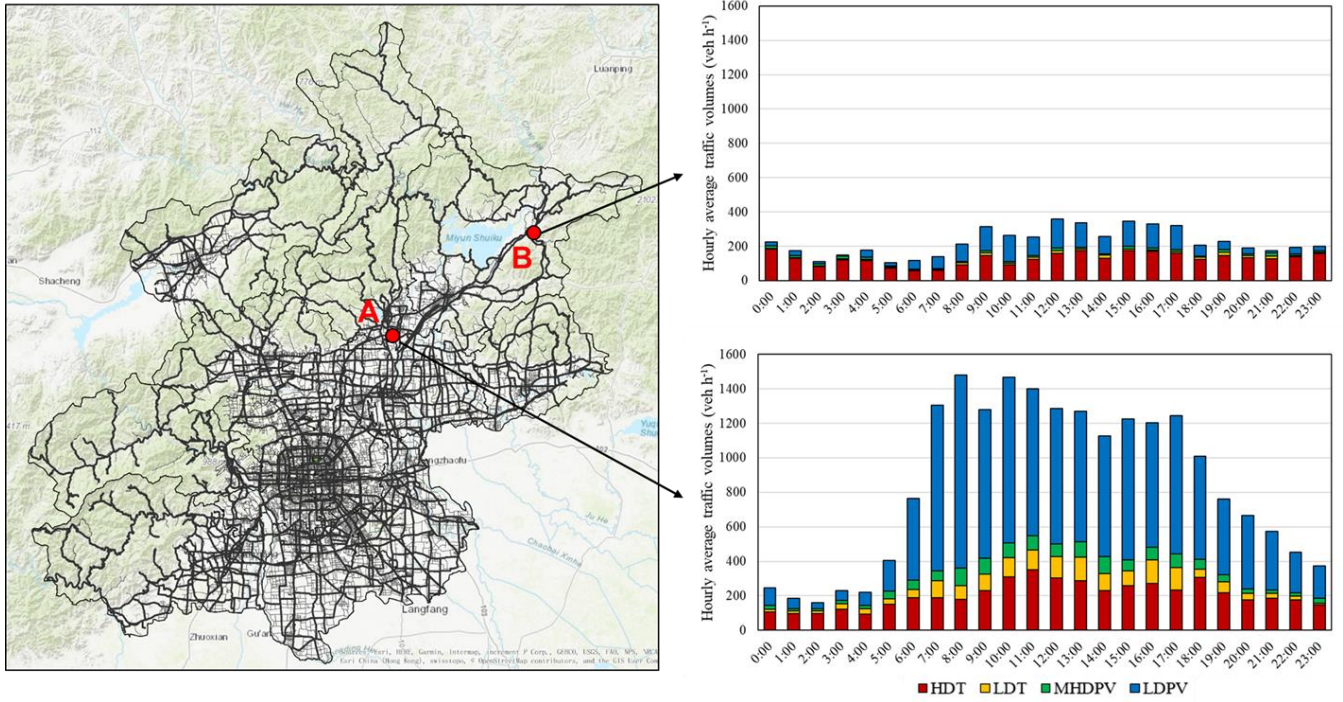 Luanping
112
2102
Miyun Shuiku
B
an
Shacheng
A
417 m
Yuq
Shu
Ju He
Chaobai Xinhe
Langfang
Zhuoxian
Gu'an
Hourly average traffic volumes (veh h⁻¹)
1600
1400
1200
1000
800
600
400
200
0
0:00 1:00 2:00 3:00 4:00 5:00 6:00 7:00 8:00 9:00 10:00 11:00 12:00 13:00 14:00 15:00 16:00 17:00 18:00 19:00 20:00 21:00 22:00 23:00
Hourly average traffic volumes (veh h⁻¹)
1600
1400
1200
1000
800
600
400
200
0
0:00 1:00 2:00 3:00 4:00 5:00 6:00 7:00 8:00 9:00 10:00 11:00 12:00 13:00 14:00 15:00 16:00 17:00 18:00 19:00 20:00 21:00 22:00 23:00
HDT LDT MHDPV LDPV